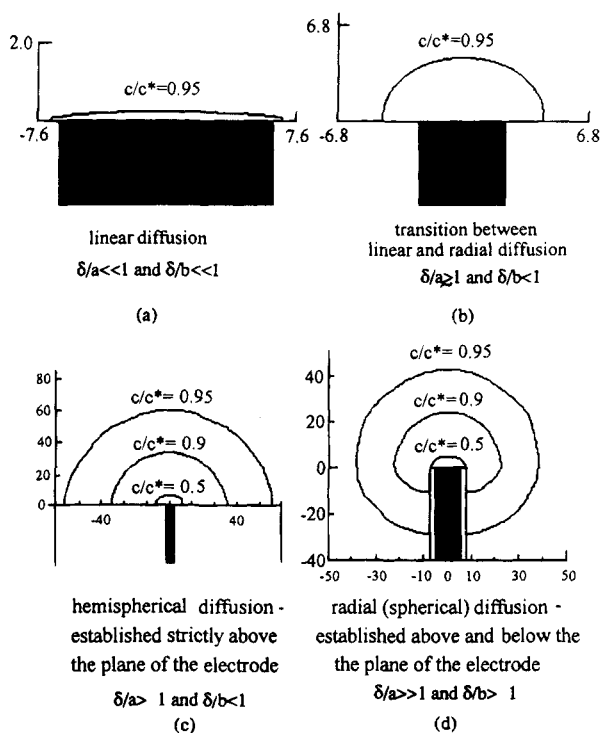 2.0
c/c*=0.95
-7.6
7.6
linear diffusion
δ/a<<1 and δ/b<<1
(a)
6.8
c/c*=0.95
-6.8
6.8
transition between
linear and radial diffusion
δ/a≳1 and δ/b<1
(b)
80
60
40
20
0
c/c*= 0.95
c/c*= 0.9
c/c*= 0.5
-40
40
hemispherical diffusion -
established strictly above
the plane of the electrode
δ/a> 1 and δ/b<1
(c)
c/c*= 0.95
40
c/c*= 0.9
20
c/c*= 0.5
0
-20
-40
-50
-30
-10
0
10
30
50
radial (spherical) diffusion -
established above and below the
the plane of the electrode
δ/a>>1 and δ/b> 1
(d)